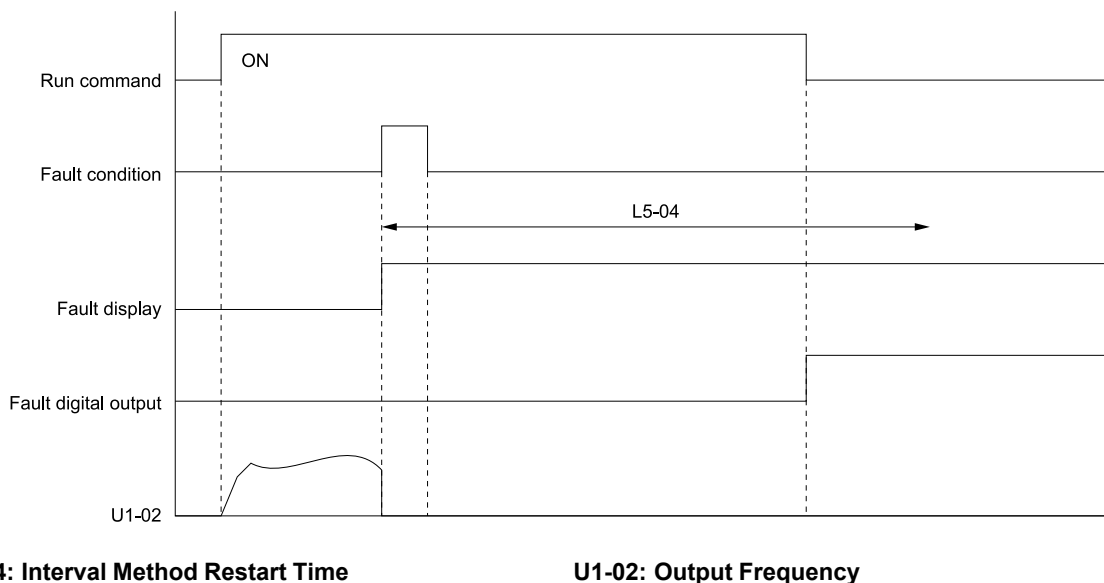 ON
Run command
Fault condition
L5-04
Fault display
Fault digital output
U1-02
4: Interval Method Restart Time
U1-02: Output Frequency